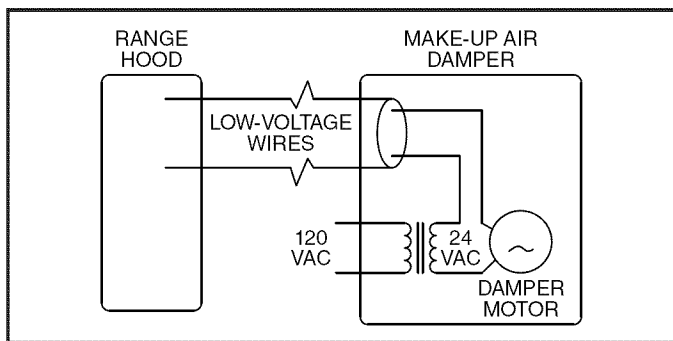 RANGE
HOOD
MAKE-UP AIR
DAMPER
LOW-VOLTAGE
WIRES
120
VAC
24
VAC
DAMPER
MOTOR